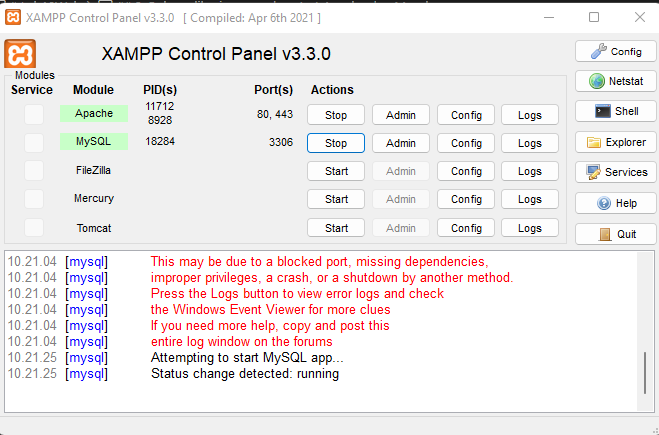 XAMPP Control Panel v3.3.0 [ Compiled: Apr 6th 2021 ]
XAMPP Control Panel v3.3.0
Config
Modules
Service Module PID(s) Port(s) Actions
Netstat
Apache 11712 8928 80, 443 Stop Admin Config Logs
Shell
MySQL 18284 3306 Stop Admin Config Logs
Explorer
FileZilla Start Admin Config Logs
Services
Mercury Start Admin Config Logs
Help
Tomcat Start Admin Config Logs
Quit
10.21.04 [mysql] This may be due to a blocked port, missing dependencies,
10.21.04 [mysql] improper privileges, a crash, or a shutdown by another method.
10.21.04 [mysql] Press the Logs button to view error logs and check
10.21.04 [mysql] the Windows Event Viewer for more clues
10.21.04 [mysql] If you need more help, copy and post this
10.21.04 [mysql] entire log window on the forums
10.21.25 [mysql] Attempting to start MySQL app...
10.21.25 [mysql] Status change detected: running